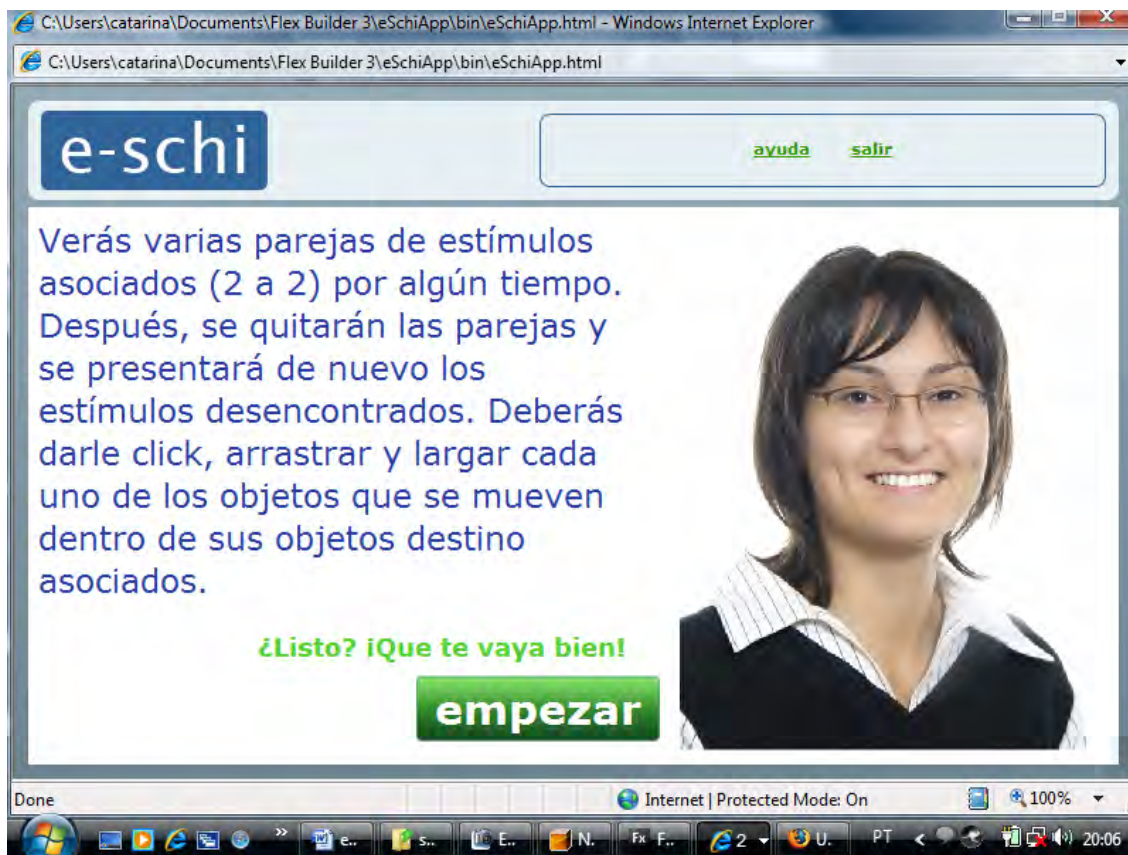 C:\Users\catarina\Documents\Flex Builder 3\eSchiApp\bin\eSchiApp.html - Windows Internet Explorer
C:\Users\catarina\Documents\Flex Builder 3\eSchiApp\bin\eSchiApp.html
e-schi
ayuda salir
Verás varias parejas de estímulos
asociados (2 a 2) por algún tiempo.
Después, se quitarán las parejas y
se presentará de nuevo los
estímulos desencontrados. Deberás
darle click, arrastrar y largar cada
uno de los objetos que se mueven
dentro de sus objetos destino
asociados.
¿Listo? ¡Que te vaya bien!
empezar
Done Internet | Protected Mode: On 100%
e.. s... E... N. Fx F.. 2 U. PT 20:06